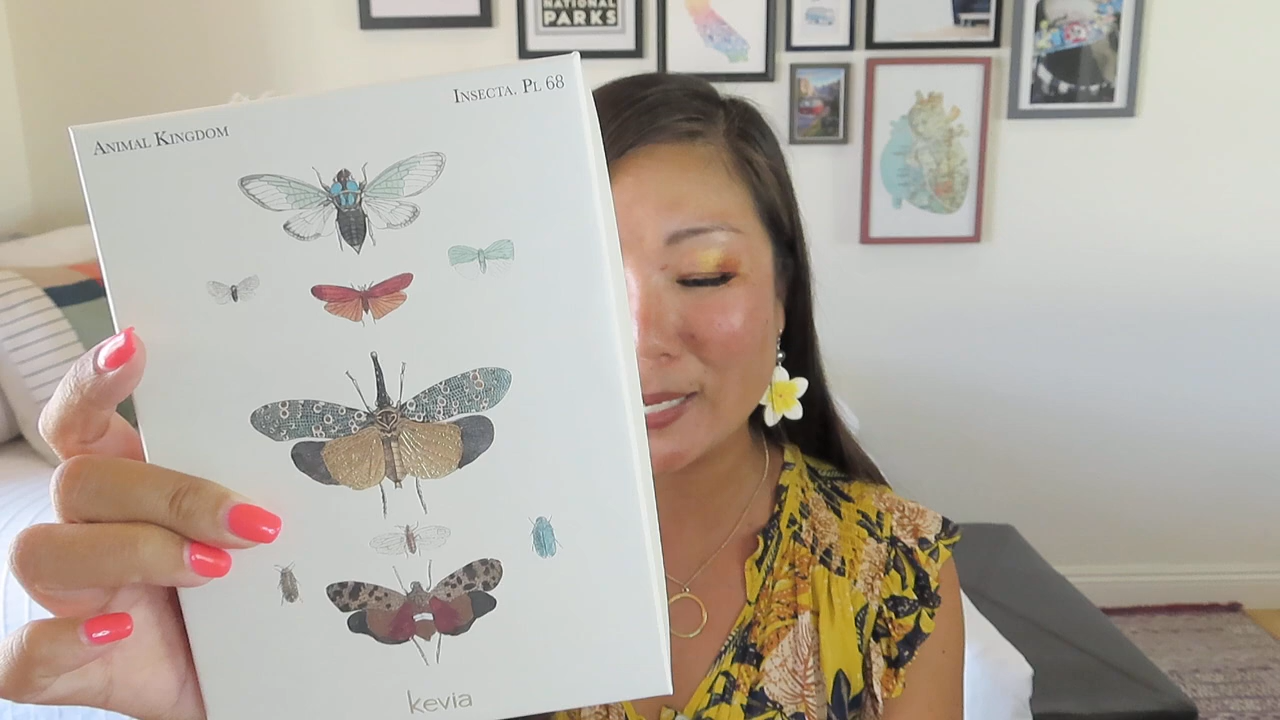 NATIONAL
PARKS
ANIMAL KINGDOM
INSECTA. PL 68
kevia